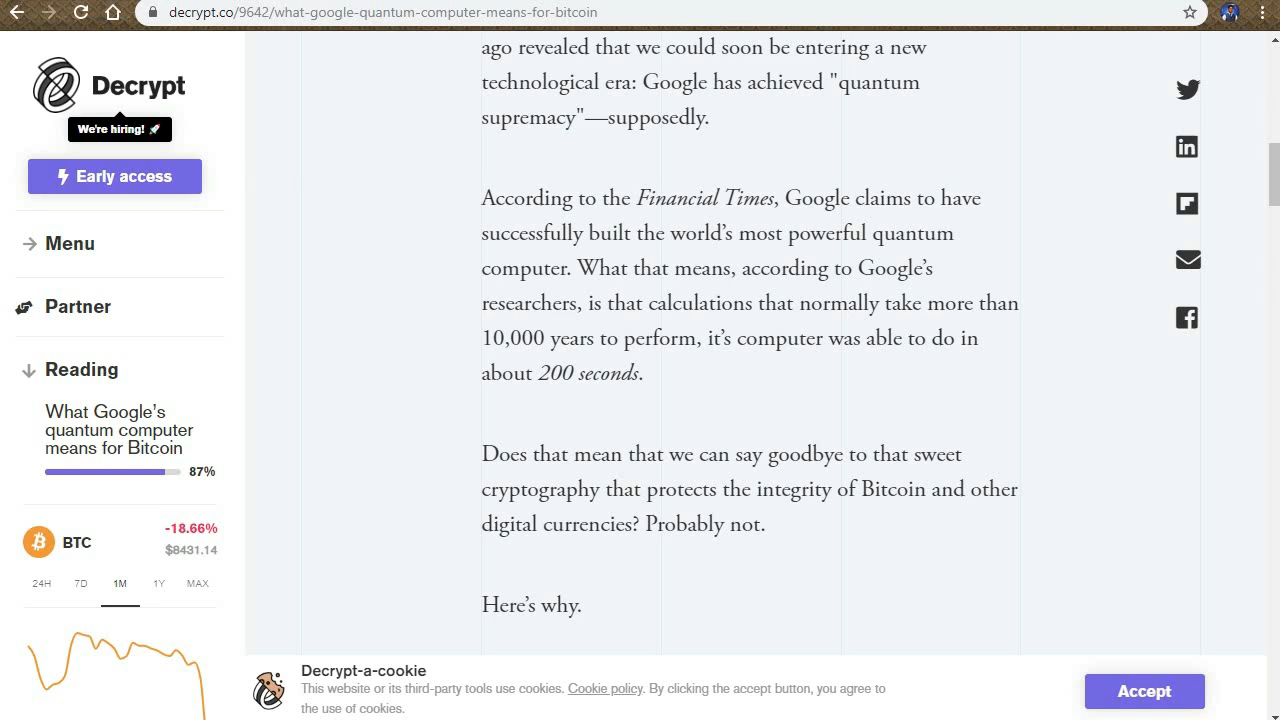 decrypt.co/9642/what-google-quantum-computer-means-for-bitcoin
Decrypt
We're hiring!
Early access
Menu
Partner
Reading
What Google's
quantum computer
means for Bitcoin
87%
BTC
-18.66%
$8431.14
24H 7D 1M 1Y MAX
ago revealed that we could soon be entering a new
technological era: Google has achieved "quantum
supremacy"—supposedly.
According to the Financial Times, Google claims to have
successfully built the world's most powerful quantum
computer. What that means, according to Google's
researchers, is that calculations that normally take more than
10,000 years to perform, it's computer was able to do in
about 200 seconds.
Does that mean that we can say goodbye to that sweet
cryptography that protects the integrity of Bitcoin and other
digital currencies? Probably not.
Here's why.
Decrypt-a-cookie
This website or its third-party tools use cookies. Cookie policy. By clicking the accept button, you agree to
the use of cookies.
Accept